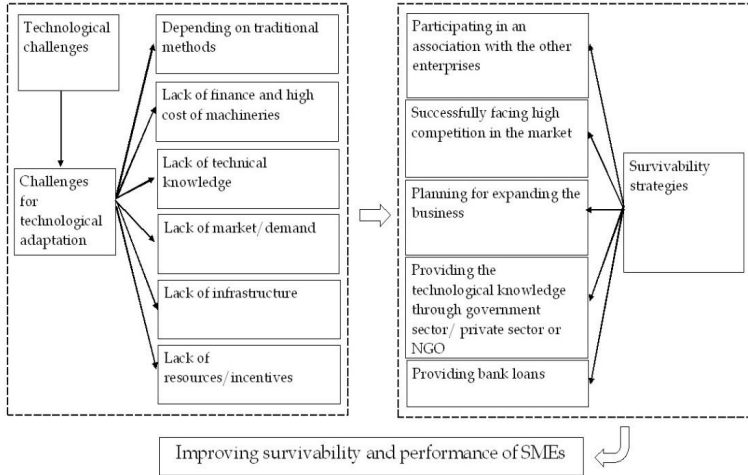 Technological
challenges
Challenges
for
technological
adaptation
Depending on traditional
methods
Lack of finance and high
cost of machineries
Lack of technical
knowledge
Lack of market/demand
Lack of infrastructure
Lack of
resources/incentives
Participating in an
association with the other
enterprises
Successfully facing high
competition in the market
Planning for expanding the
business
Providing the
technological knowledge
through government
sector/ private sector or
NGO
Providing bank loans
Survivability
strategies
Improving survivability and performance of SMEs